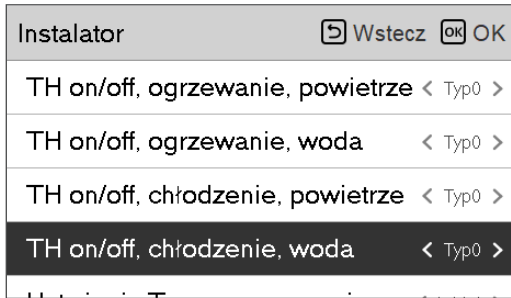 Instalator Wstecz OK OK
TH on/off, ogrzewanie, powietrze < Typ0 >
TH on/off, ogrzewanie, woda < Typ0 >
TH on/off, chłodzenie, powietrze < Typ0 >
TH on/off, chłodzenie, woda < Typ0 >